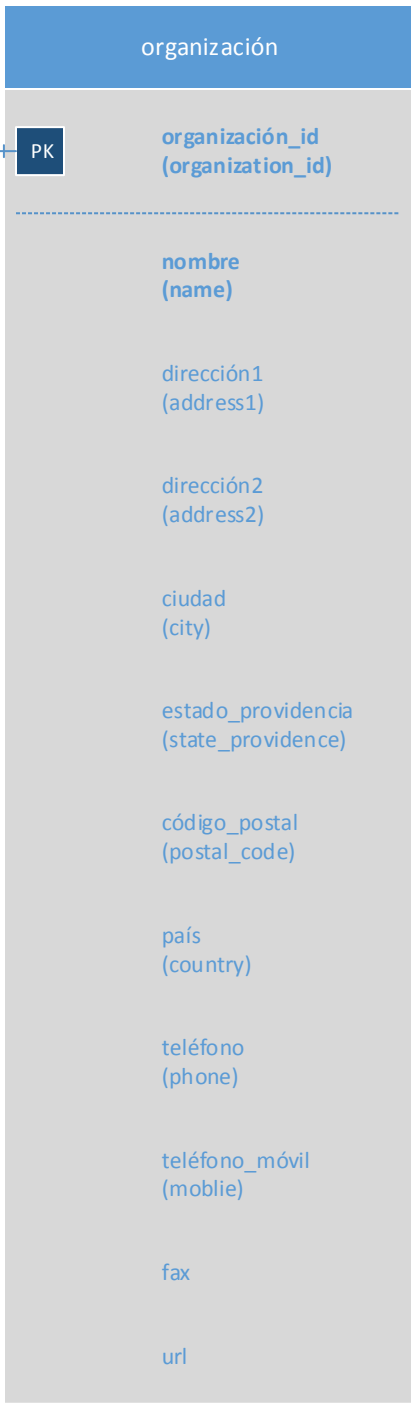 organización
PK
organización_id
(organization_id)
nombre
(name)
dirección1
(address1)
dirección2
(address2)
ciudad
(city)
estado_providencia
(state_providence)
código_postal
(postal_code)
país
(country)
teléfono
(phone)
teléfono_móvil
(moblie)
fax
url